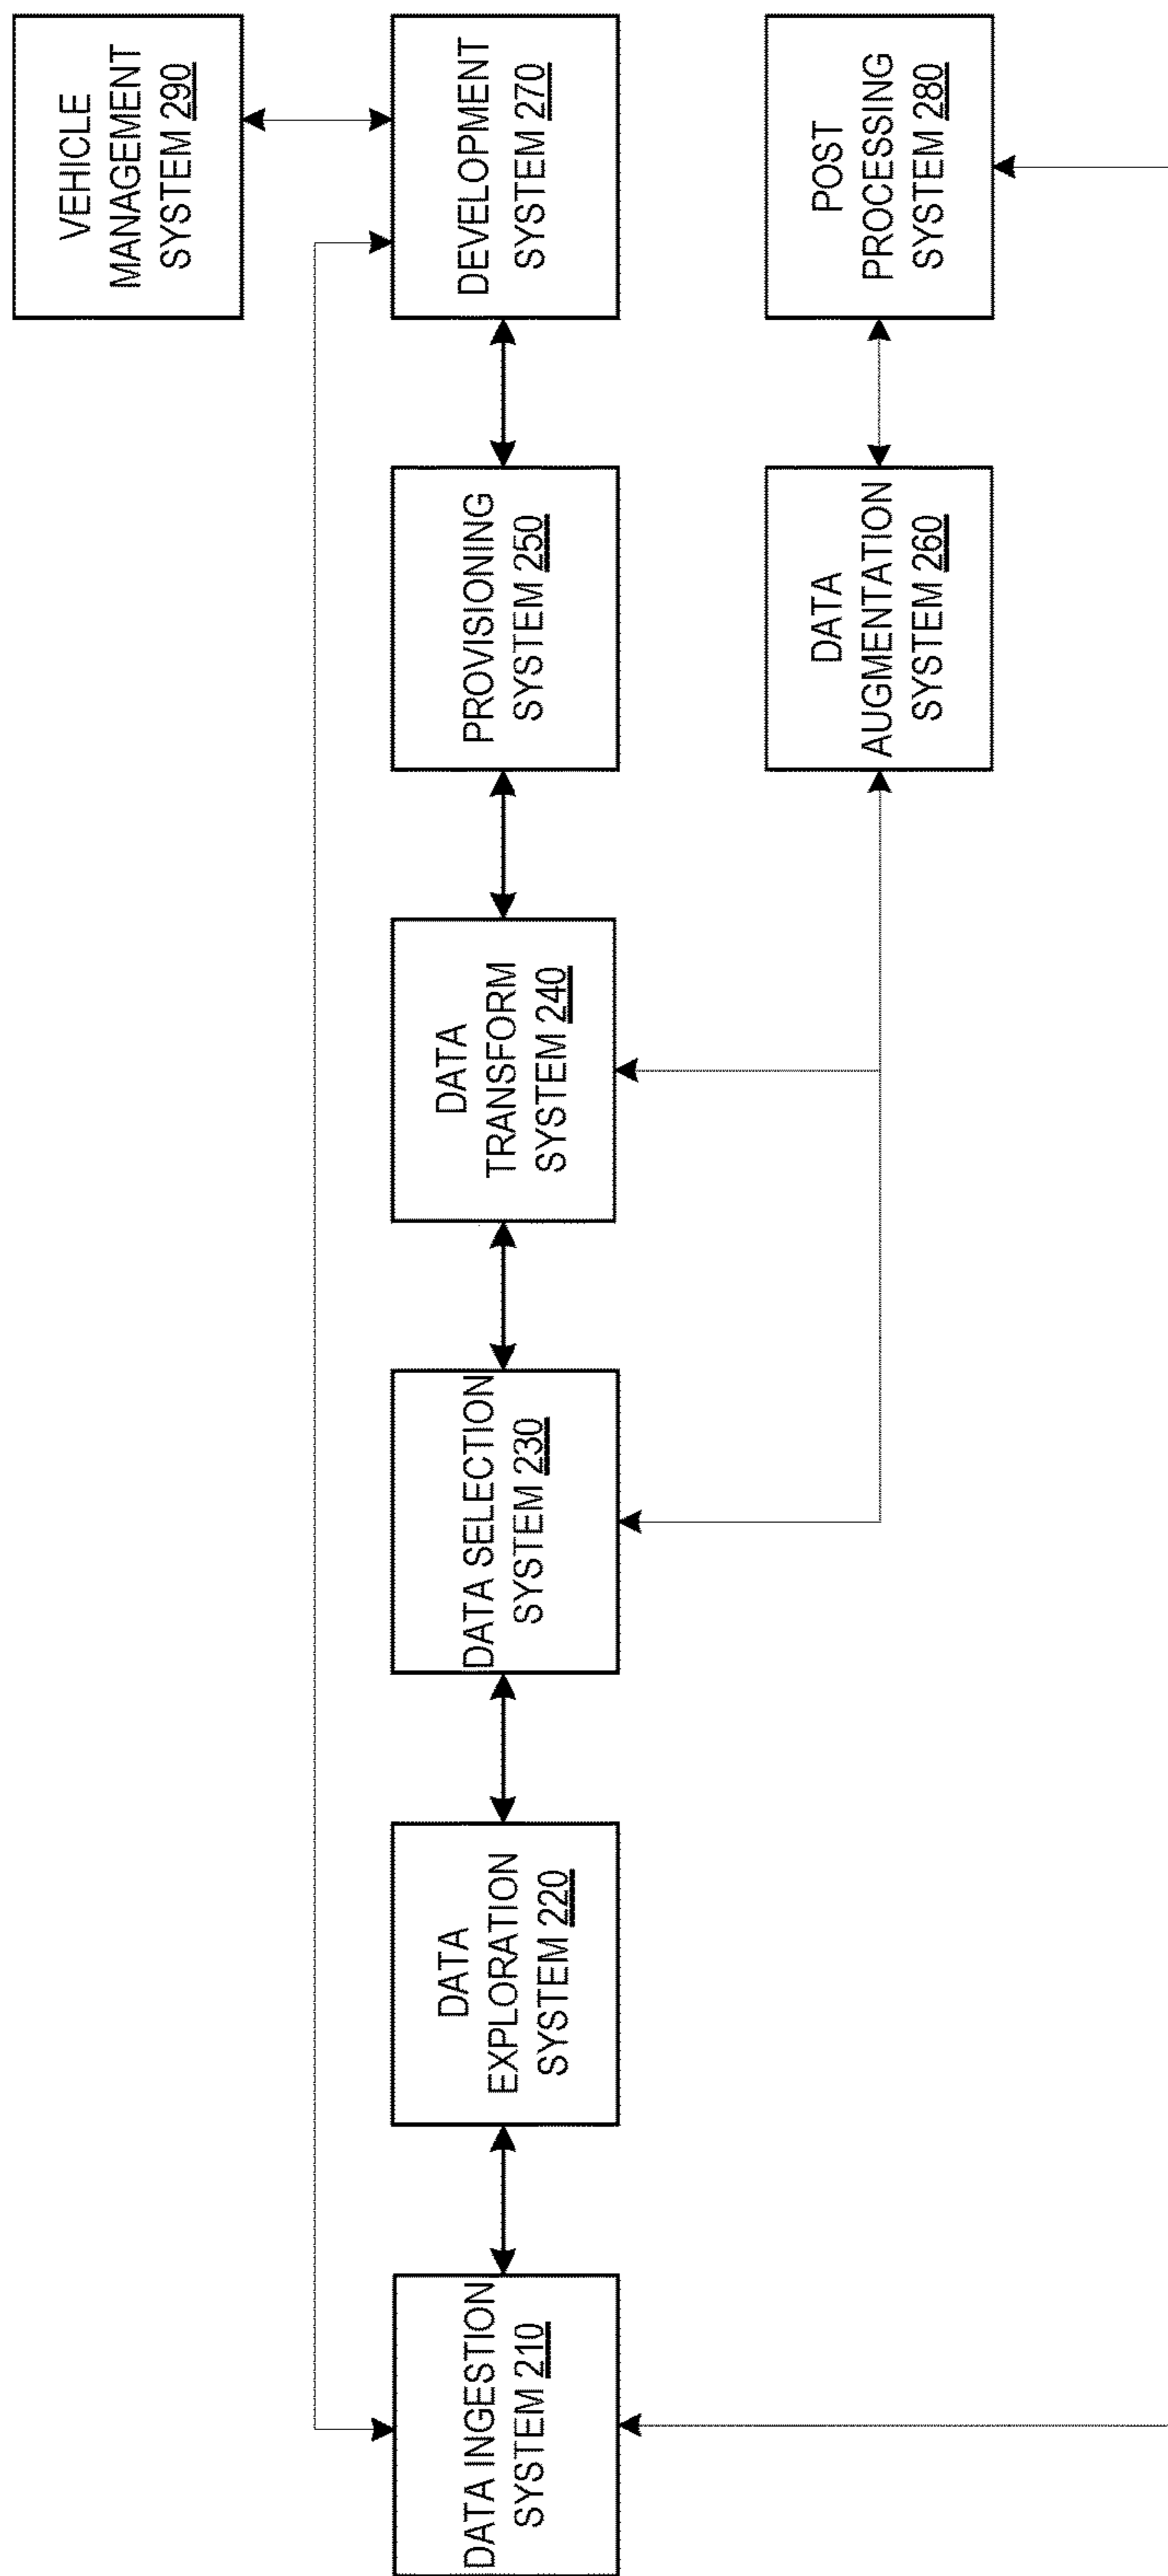 VEHICLE
MANAGEMENT
SYSTEM 290
DATA INGESTION
SYSTEM 210
DATA
EXPLORATION
SYSTEM 220
DATA SELECTION
SYSTEM 230
DATA
TRANSFORM
SYSTEM 240
PROVISIONING
SYSTEM 250
DEVELOPMENT
SYSTEM 270
DATA
AUGMENTATION
SYSTEM 260
POST
PROCESSING
SYSTEM 280